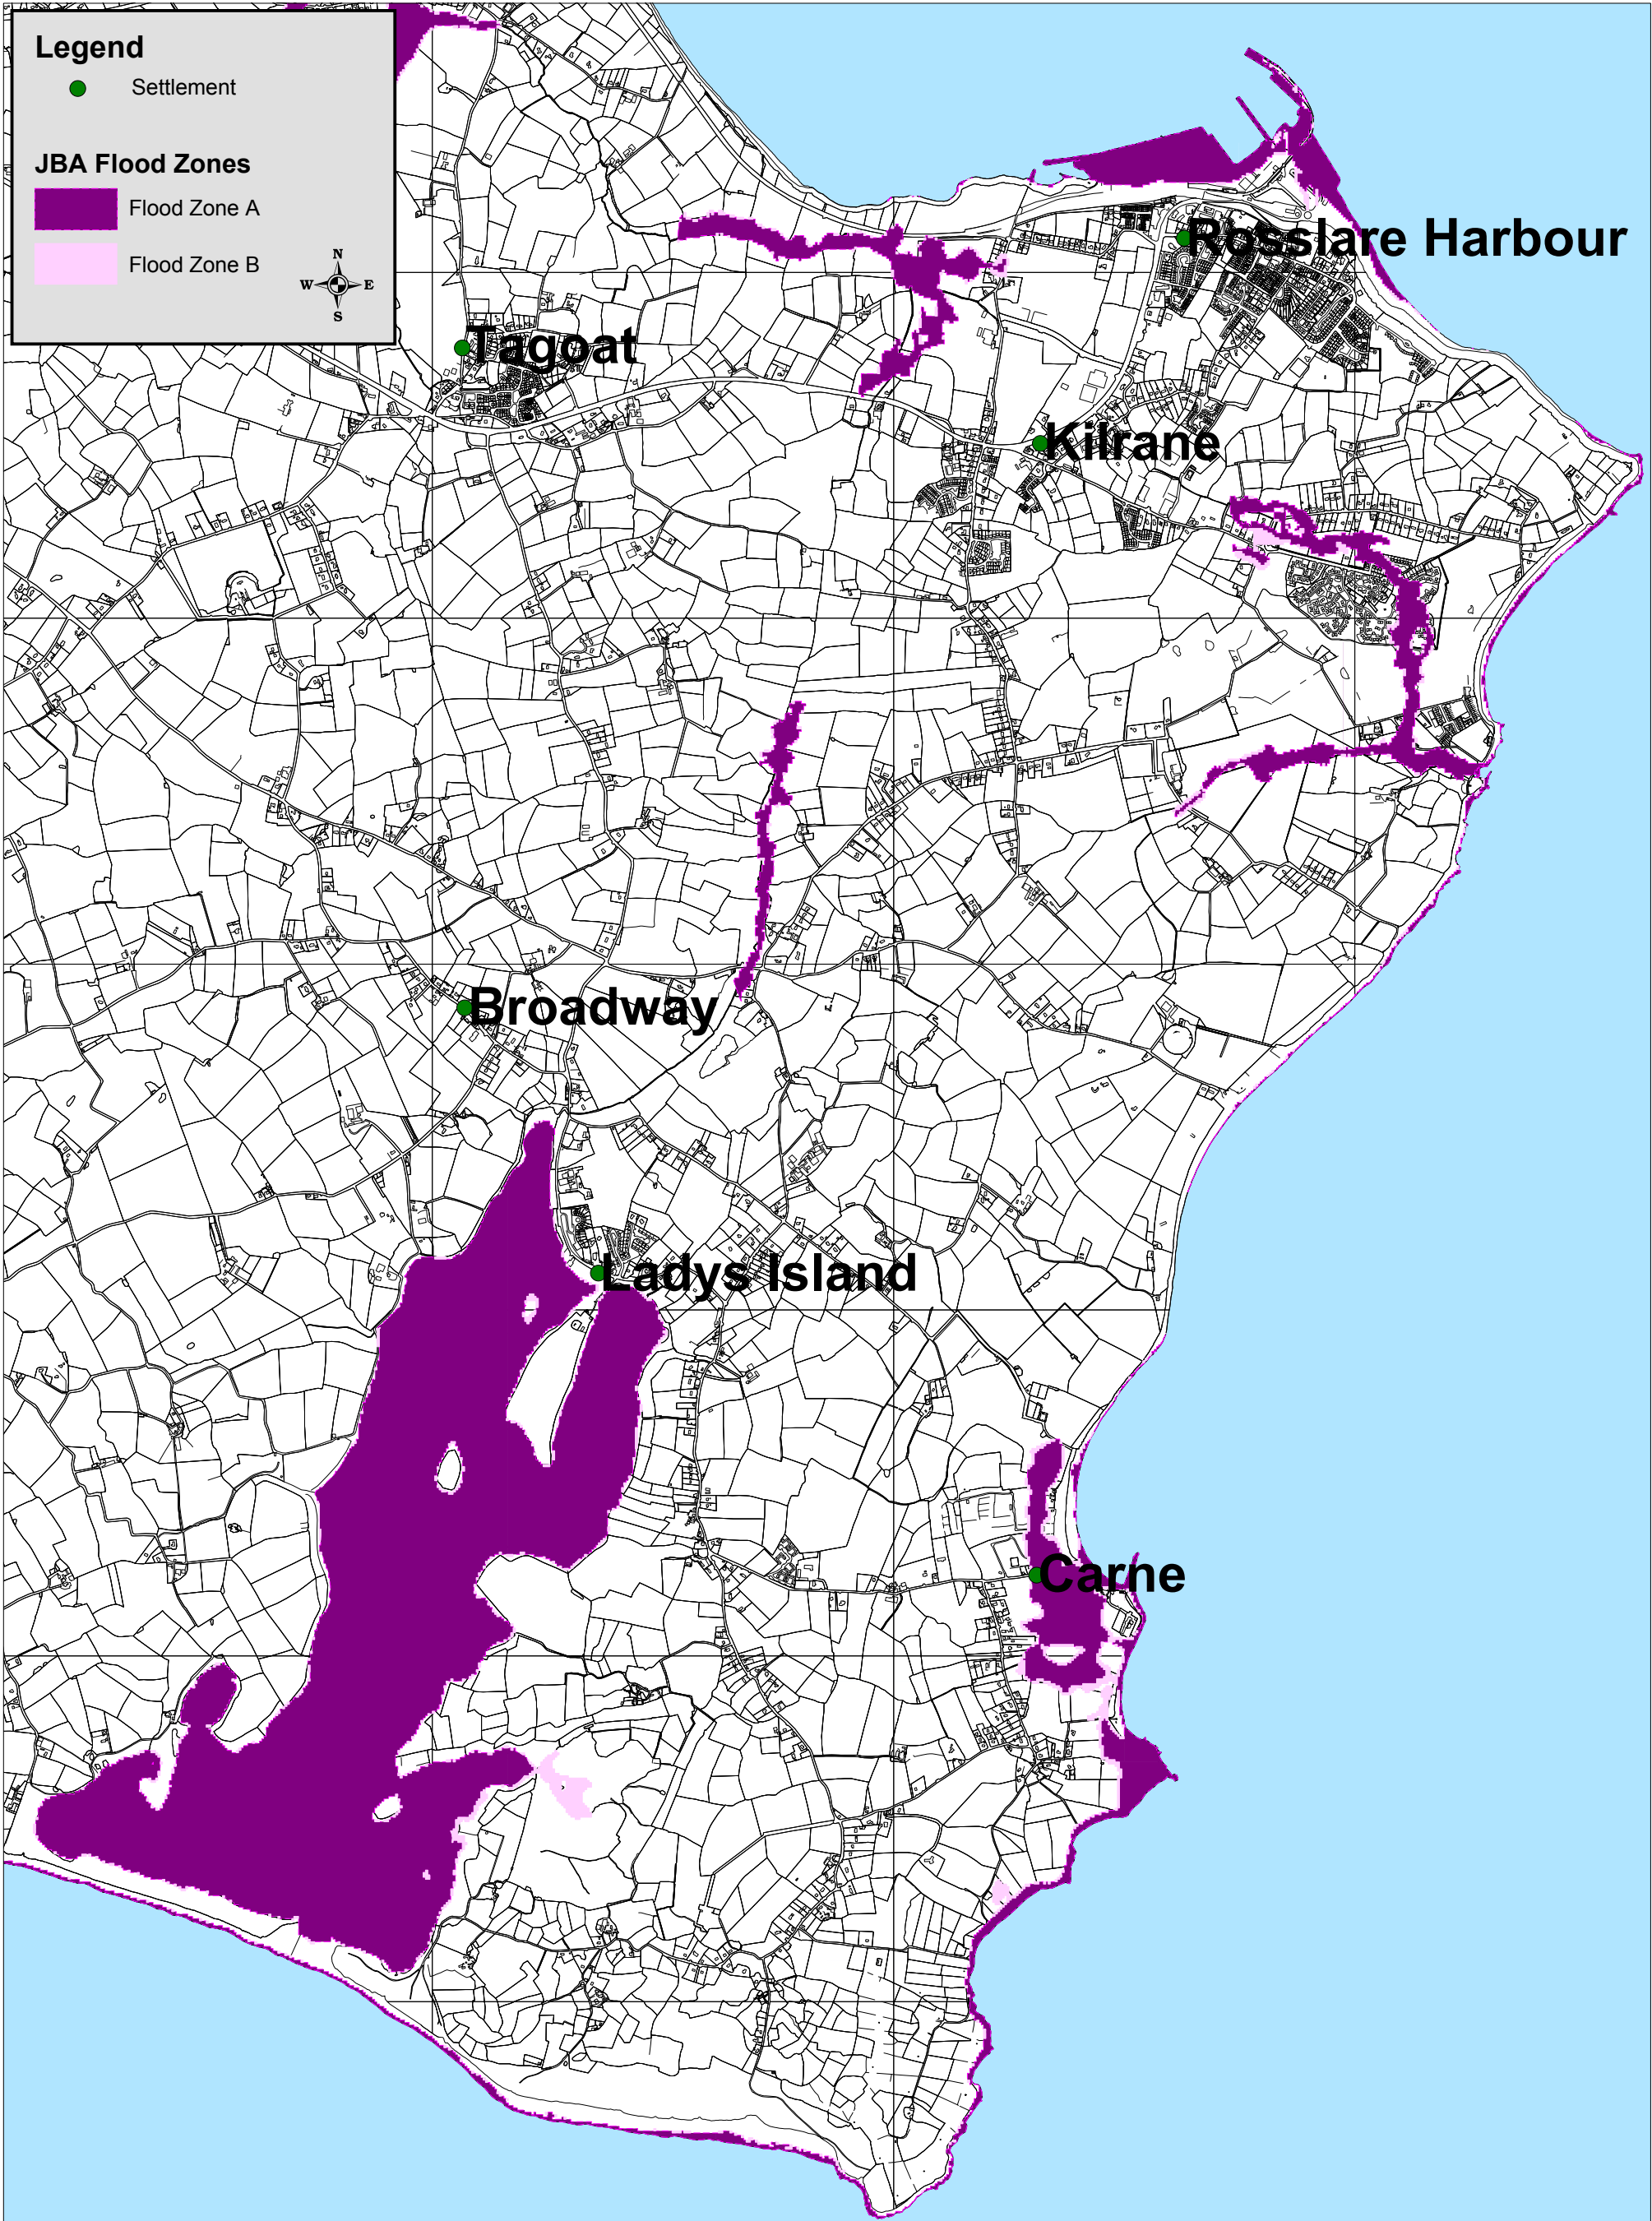 Legend
Settlement
JBA Flood Zones
Flood Zone A
Flood Zone B
N
W E
S
Rosslare Harbour
Tagoat
Kilrane
Broadway
Ladys Island
Carne